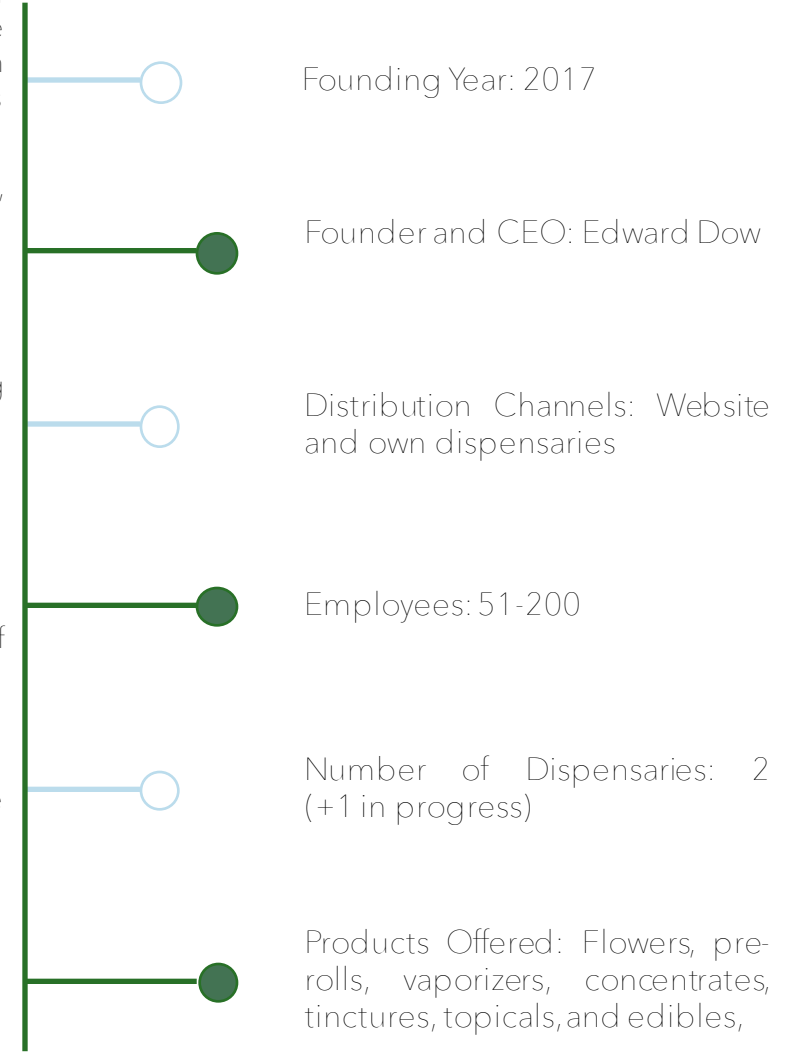 Founding Year: 2017
Founder and CEO: Edward Dow
Distribution Channels: Website
and own dispensaries
Employees: 51-200
Number of Dispensaries: 2
(+1 in progress)
Products Offered: Flowers, pre-
rolls, vaporizers, concentrates,
tinctures, topicals, and edibles,